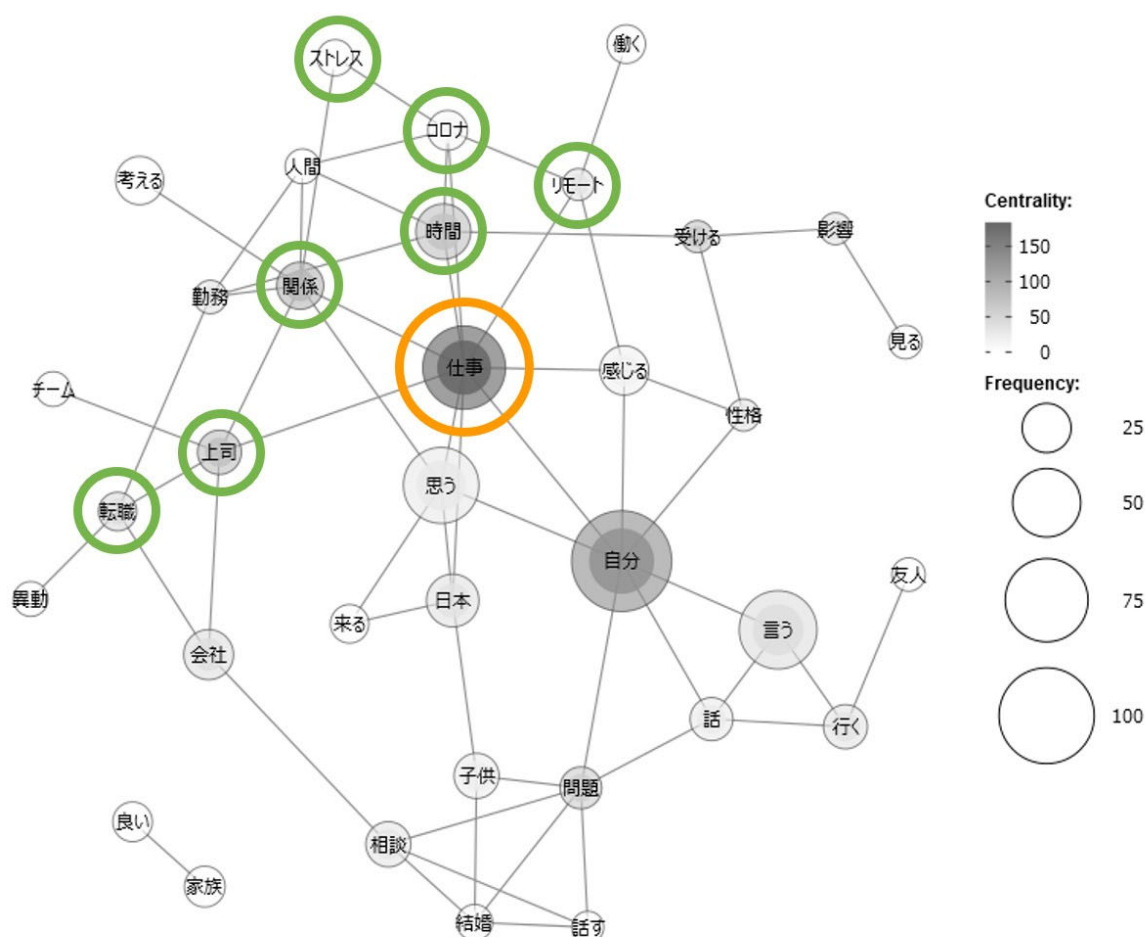 ストレス
働く
コロナ
人間
リモート
考える
時間
受ける
影響
関係
勤務
見る
仕事
感じる
チーム
性格
上司
思う
転職
自分
友人
異動
日本
来る
言う
会社
話
行く
子供
問題
良い
相談
家族
結婚
話す
Centrality:
150
100
50
0
Frequency:
25
50
75
100